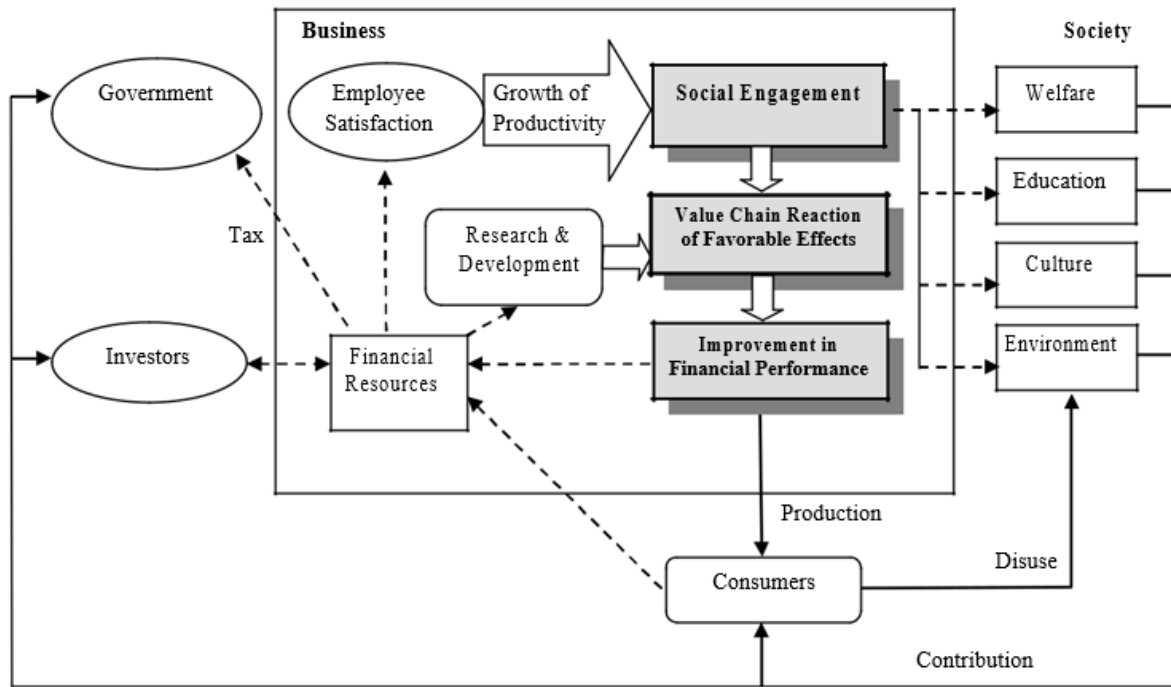 Business
Society
Government
Employee
Satisfaction
Growth of
Productivity
Social Engagement
Welfare
Education
Value Chain Reaction
of Favorable Effects
Tax
Research &
Development
Culture
Investors
Financial
Resources
Improvement in
Financial Performance
Environment
Production
Consumers
Disuse
Contribution